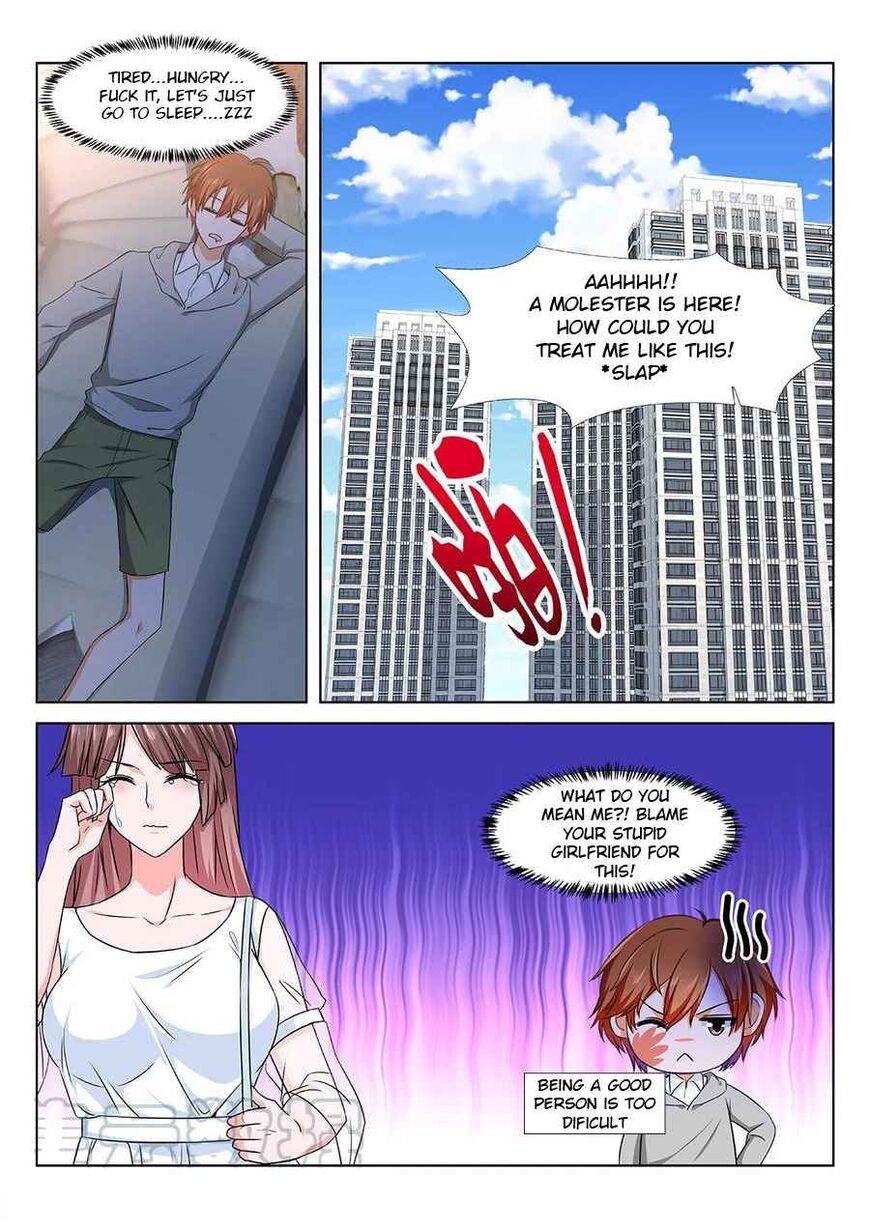 TIRED...HUNGRY...
FUCK IT, LET'S JUST
GO TO SLEEP....ZZZ
AAHHHH!!
A MOLESTER IS HERE!
HOW COULD YOU
TREAT ME LIKE THIS!
*SLAP*
啪!
WHAT DO YOU
MEAN ME?! BLAME
YOUR STUPID
GIRLFRIEND FOR
THIS!
BEING A GOOD
PERSON IS TOO
DIFICULT